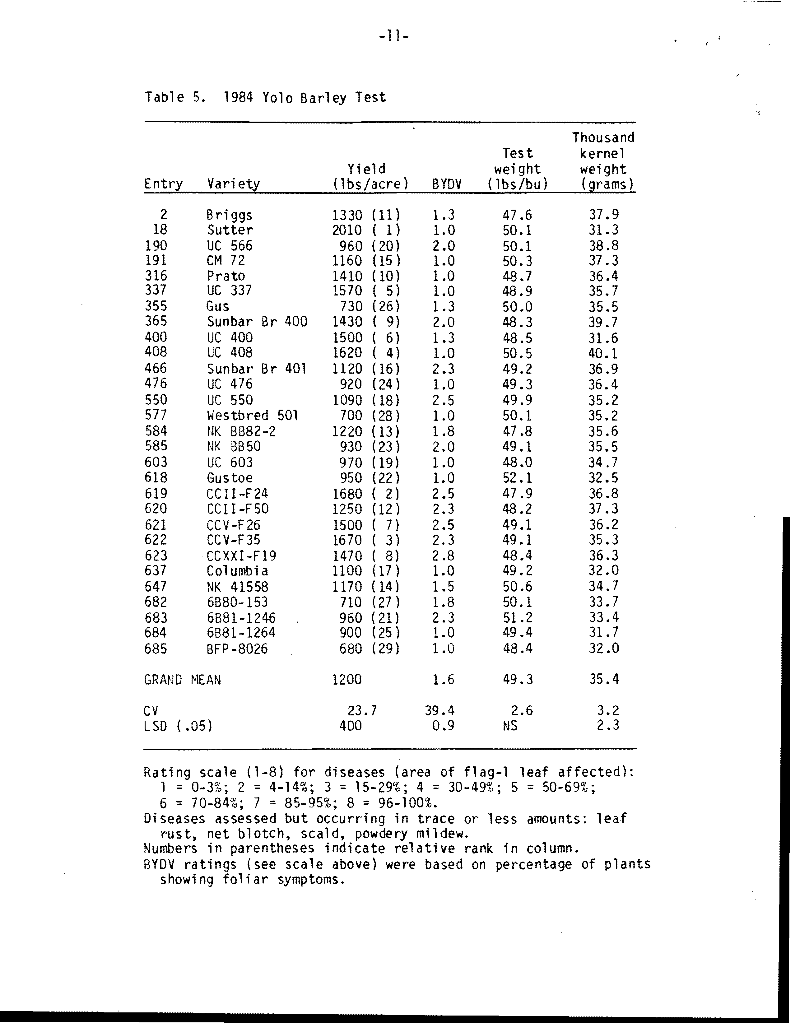 -11-
Table 5. 1984 Yolo Barley Test
Thousand
Test kernel
Yield weight weight
Entry Variety (lbs/acre) BYDV (lbs/bu) (grams)
2 Briggs 1330 (11) 1.3 47.6 37.9
18 Sutter 2010 ( 1) 1.0 50.1 31.3
190 UC 566 960 (20) 2.0 50.1 38.8
191 CM 72 1160 (15) 1.0 50.3 37.3
316 Prato 1410 (10) 1.0 48.7 36.4
337 UC 337 1570 ( 5) 1.0 48.9 35.7
355 Gus 730 (26) 1.3 50.0 35.5
365 Sunbar Br 400 1430 ( 9) 2.0 48.3 39.7
400 UC 400 1500 ( 6) 1.3 48.5 31.6
408 UC 408 1620 ( 4) 1.0 50.5 40.1
466 Sunbar Br 401 1120 (16) 2.3 49.2 36.9
476 UC 476 920 (24) 1.0 49.3 36.4
550 UC 550 1090 (18) 2.5 49.9 35.2
577 Westbred 501 700 (28) 1.0 50.1 35.2
584 NK BB82-2 1220 (13) 1.8 47.8 35.6
585 NK BB50 930 (23) 2.0 49.1 35.5
603 UC 603 970 (19) 1.0 48.0 34.7
618 Gustoe 950 (22) 1.0 52.1 32.5
619 CCII-F24 1680 ( 2) 2.5 47.9 36.8
620 CCII-F50 1250 (12) 2.3 48.2 37.3
621 CCV-F26 1500 ( 7) 2.5 49.1 36.2
622 CCV-F35 1670 ( 3) 2.3 49.1 35.3
623 CCXXI-F19 1470 ( 8) 2.8 48.4 36.3
637 Columbia 1100 (17) 1.0 49.2 32.0
647 NK 41558 1170 (14) 1.5 50.6 34.7
682 6B80-153 710 (27) 1.8 50.1 33.7
683 6B81-1246 960 (21) 2.3 51.2 33.4
684 6B81-1264 900 (25) 1.0 49.4 31.7
685 BFP-8026 680 (29) 1.0 48.4 32.0
GRAND MEAN 1200 1.6 49.3 35.4
CV 23.7 39.4 2.6 3.2
LSD (.05) 400 0.9 NS 2.3
Rating scale (1-8) for diseases (area of flag-1 leaf affected):
1 = 0-3%; 2 = 4-14%; 3 = 15-29%; 4 = 30-49%; 5 = 50-69%;
6 = 70-84%; 7 = 85-95%; 8 = 96-100%.
Diseases assessed but occurring in trace or less amounts: leaf
rust, net blotch, scald, powdery mildew.
Numbers in parentheses indicate relative rank in column.
BYDV ratings (see scale above) were based on percentage of plants
showing foliar symptoms.